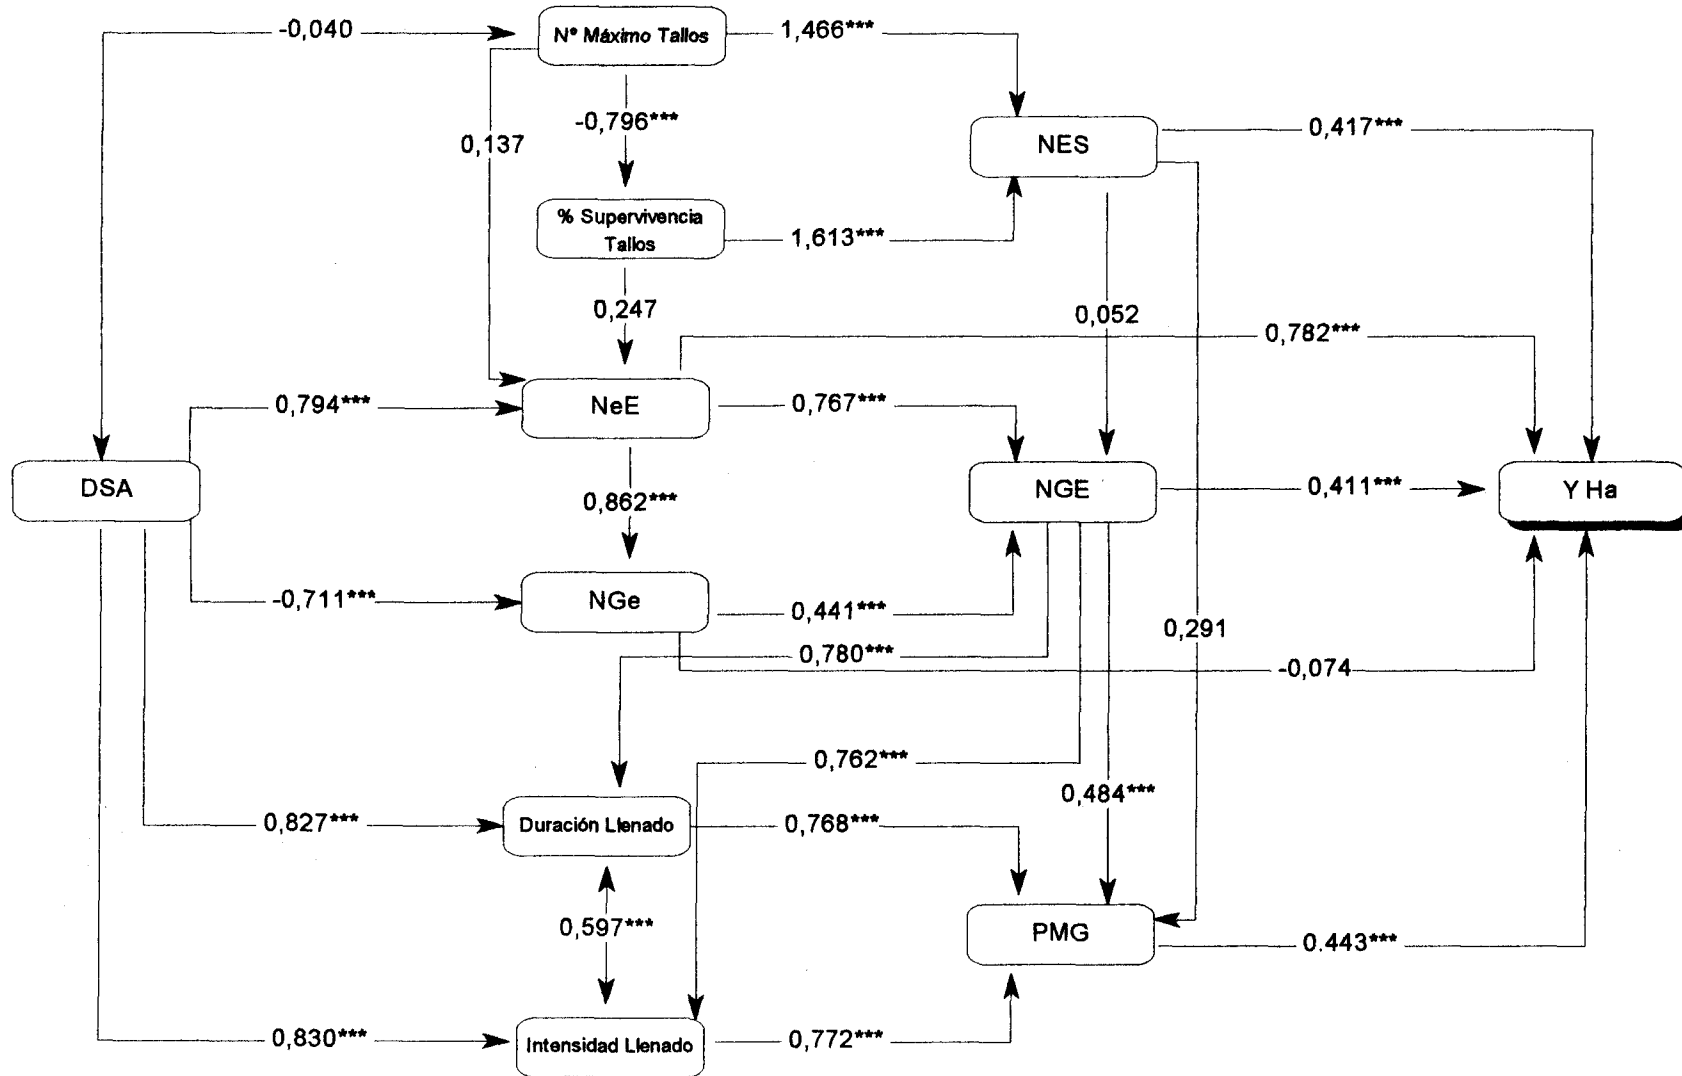 -0,040
Nº Máximo Tallos
1,466***
-0,796***
0,137
NES
0,417***
% Supervivencia
Tallos
1,613***
0,247
0,052
0,782***
0,794***
NeE
0,767***
DSA
0,862***
NGE
0,411***
Y Ha
-0,711***
NGe
0,441***
0,291
0,780***
-0,074
0,762***
0,484***
0,827***
Duración Llenado
0,768***
0,597***
PMG
0.443***
0,830***
Intensidad Llenado
0,772***